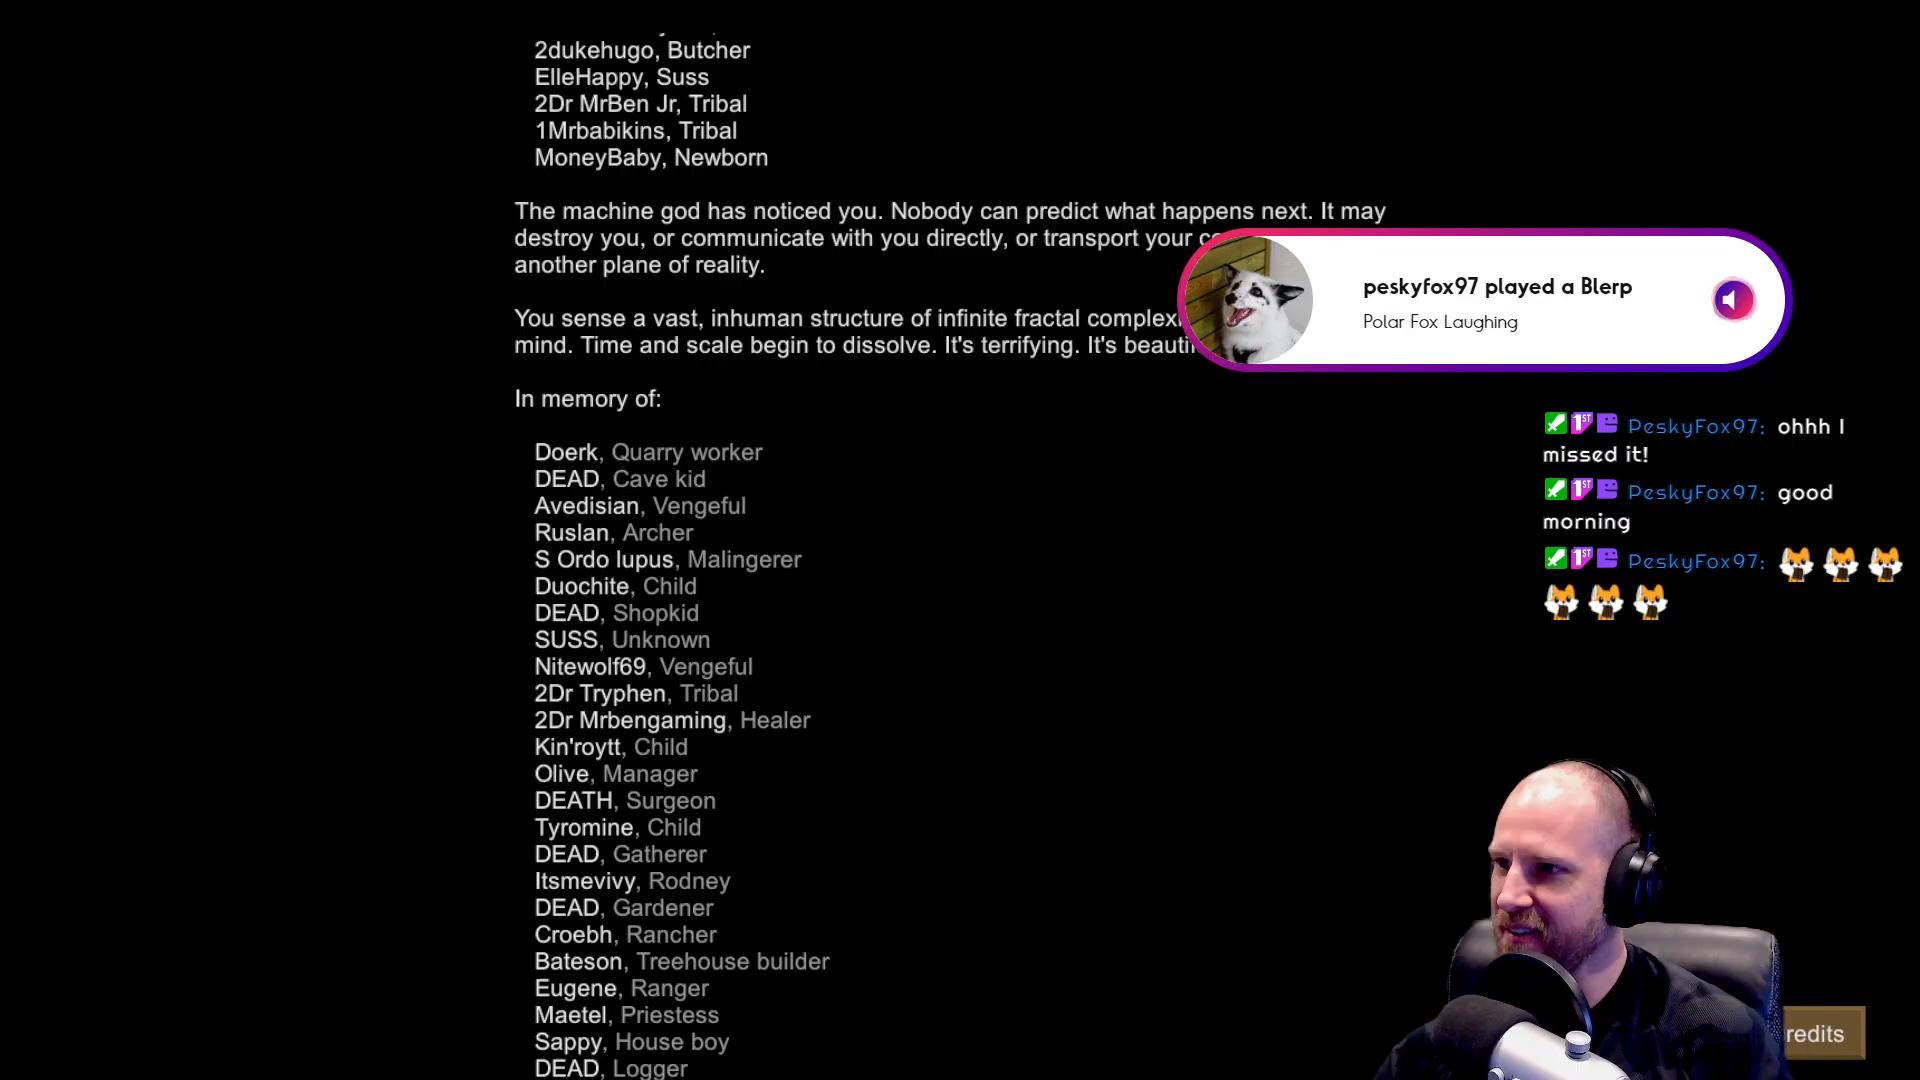 2dukehugo, Butcher
ElleHappy, Suss
2Dr MrBen Jr, Tribal
1Mrbabikins, Tribal
MoneyBaby, Newborn
The machine god has noticed you. Nobody can predict what happens next. It may
destroy you, or communicate with you directly, or transport your
another plane of reality.
You sense a vast, inhuman structure of infinite fractal
mind. Time and scale begin to dissolve. It's terrifying. It's
In memory of:
Doerk, Quarry worker
DEAD, Cave kid
Avedisian, Vengeful
Ruslan, Archer
S Ordo lupus, Malingerer
Duochite, Child
DEAD, Shopkid
SUSS, Unknown
Nitewolf69, Vengeful
2Dr Tryphen, Tribal
2Dr Mrbengaming, Healer
Kin'roytt, Child
Olive, Manager
DEATH, Surgeon
Tyromine, Child
DEAD, Gatherer
Itsmevivy, Rodney
DEAD, Gardener
Croebh, Rancher
Bateson, Treehouse builder
Eugene, Ranger
Maetel, Priestess
Sappy, House boy
DEAD, Logger
peskyfox97 played a Blerp
Polar Fox Laughing
1ST PeskyFox97: ohhh I
missed it!
1ST PeskyFox97: good
morning
1ST PeskyFox97:
redits